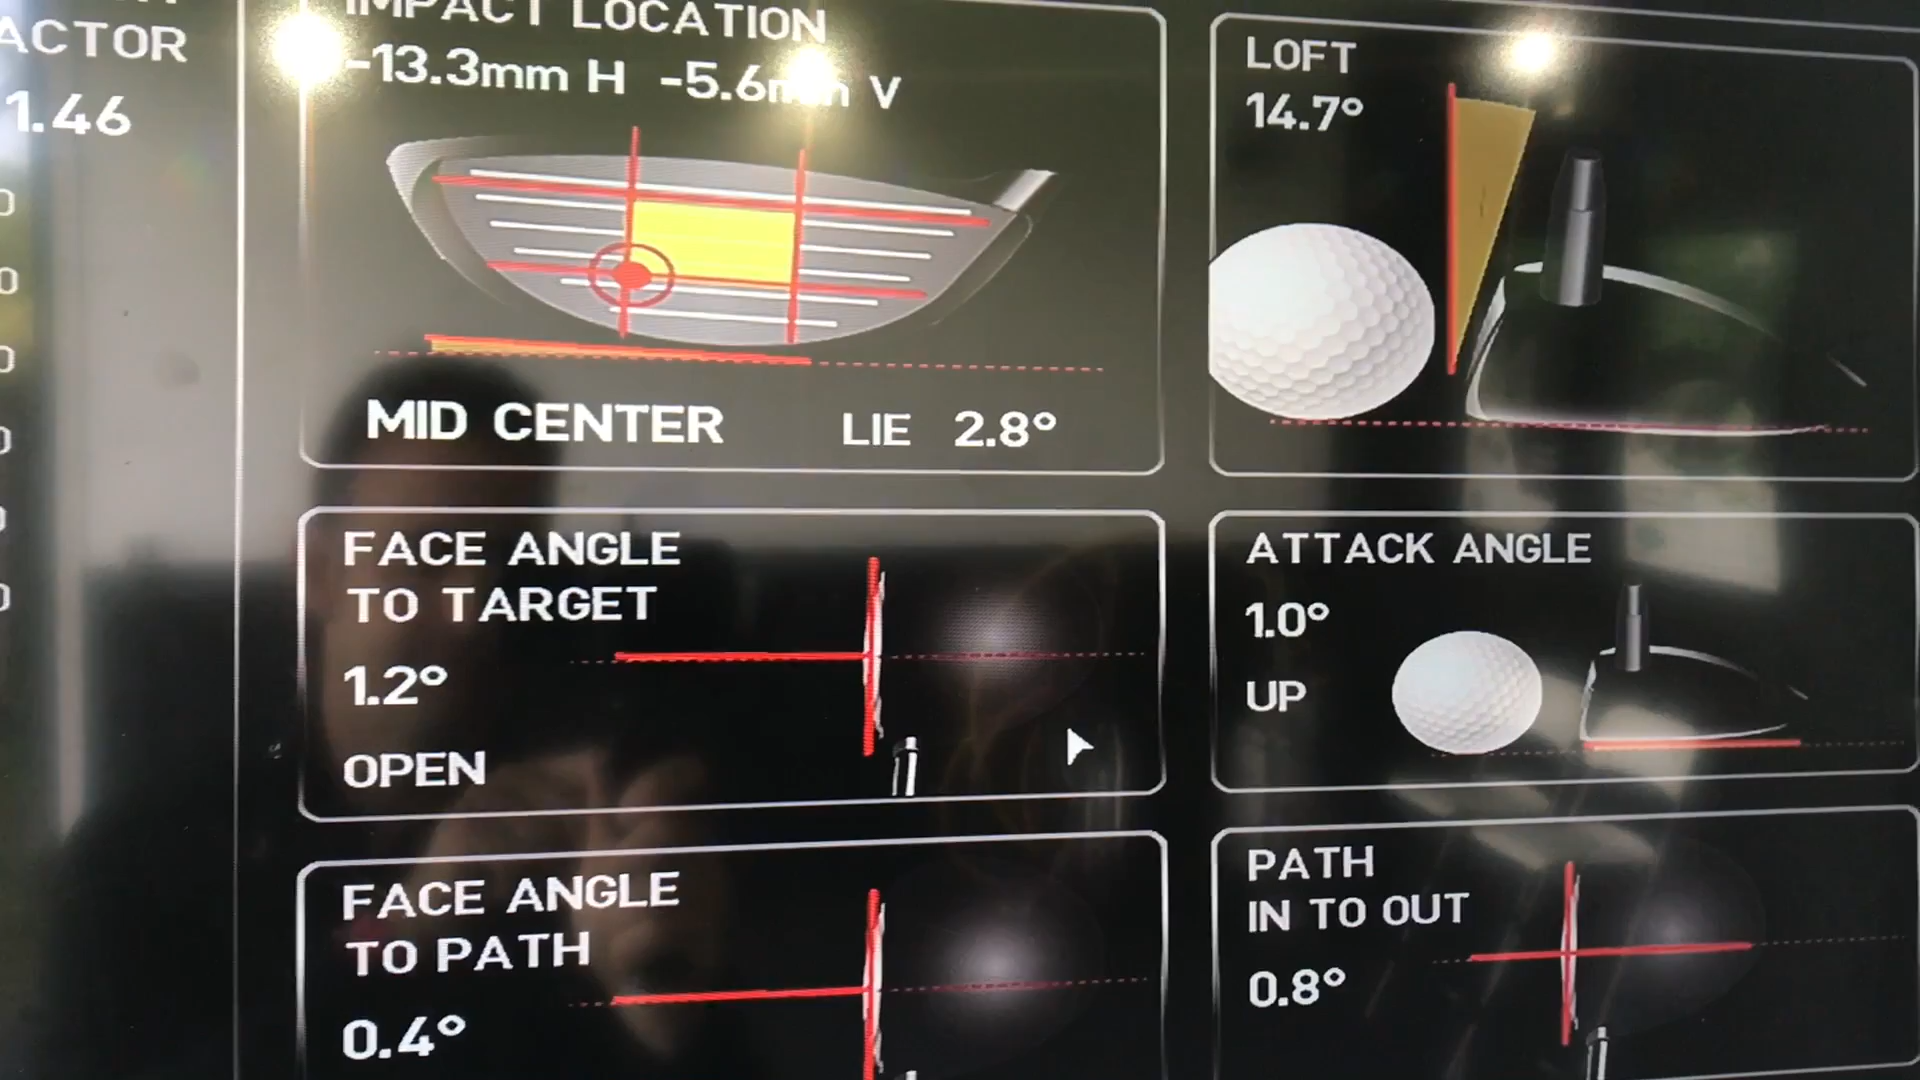 ACTOR
1.46
IMPACT LOCATION
-13.3mm H -5.6mm V
MID CENTER LIE 2.8°
LOFT
14.7°
FACE ANGLE
TO TARGET
1.2°
OPEN
ATTACK ANGLE
1.0°
UP
FACE ANGLE
TO PATH
0.4°
PATH
IN TO OUT
0.8°